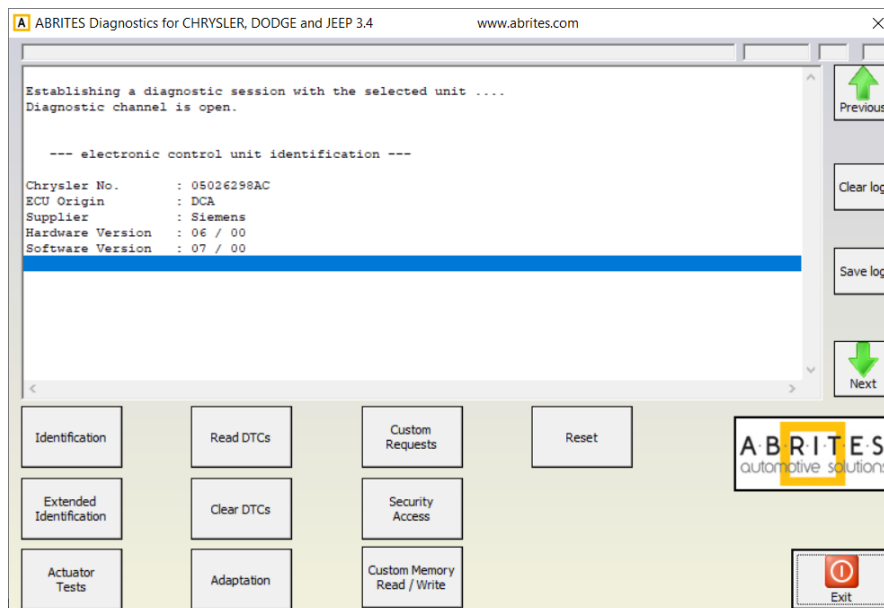 ABRITES Diagnostics for CHRYSLER, DODGE and JEEP 3.4 www.abrites.com
Establishing a diagnostic session with the selected unit ....
Diagnostic channel is open.
--- electronic control unit identification ---
Chrysler No. : 05026298AC
ECU Origin : DCA
Supplier : Siemens
Hardware Version : 06 / 00
Software Version : 07 / 00
Previous
Clear log
Save log
Next
Identification
Read DTCs
Custom
Requests
Reset
Extended
Identification
Clear DTCs
Security
Access
Actuator
Tests
Adaptation
Custom Memory
Read / Write
A·B·R·I·T·E·S
automotive solutions
Exit